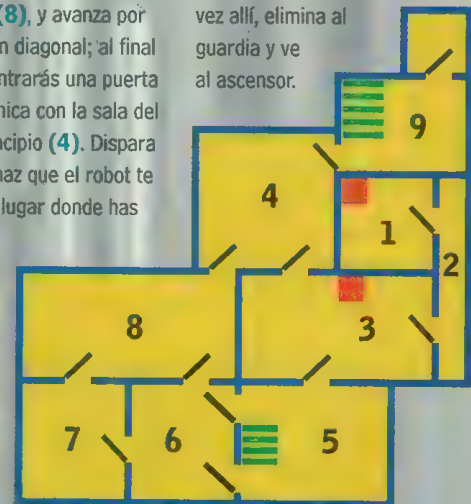 (8), y avanza por
n diagonal; al final
ntrarás una puerta
nica con la sala del
ncipio (4). Dispara
naz que el robot te
lugar donde has
vez allí, elimina al
guardia y ve
al ascensor.
9
4
1
2
3
8
7
6
5